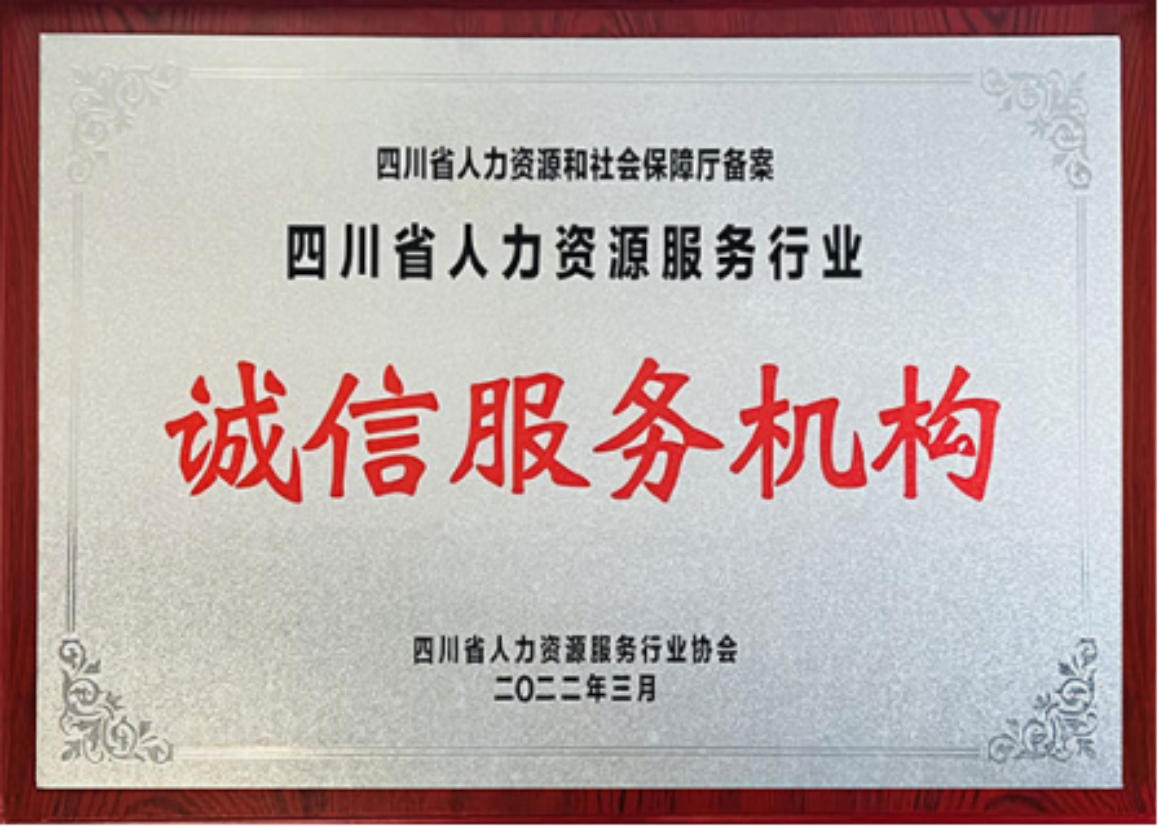 四川省人力资源和社会保障厅备案
四川省人力资源服务行业
诚信服务机构
四川省人力资源服务行业协会
二〇二二年三月